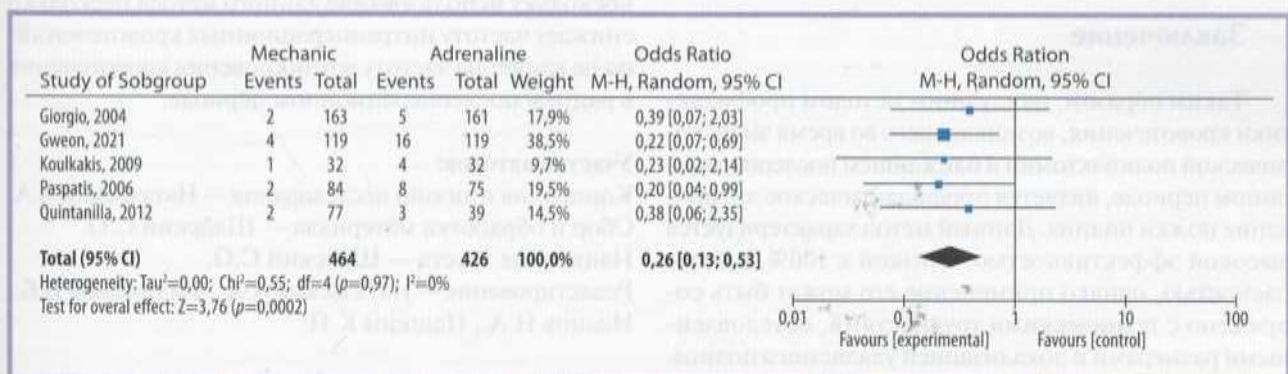 Заключение
Mechanic Adrenaline Odds Ratio Odds Ration
Study of Sobgroup Events Total Events Total Weight M-H, Random, 95% CI M-H, Random, 95% CI
Giorgio, 2004 2 163 5 161 17,9% 0,39 [0,07; 2,03]
Gweon, 2021 4 119 16 119 38,5% 0,22 [0,07; 0,69]
Koulkakis, 2009 1 32 4 32 9,7% 0,23 [0,02; 2,14]
Paspatis, 2006 2 84 8 75 19,5% 0,20 [0,04; 0,99]
Quintanilla, 2012 2 77 3 39 14,5% 0,38 [0,06; 2,35]
Total (95% CI) 464 426 100,0% 0,26 [0,13; 0,53]
Heterogeneity: Tau²=0,00; Chi²=0,55; df=4 (p=0,97); I²=0%
Test for overal effect: Z=3,76 (p=0,0002)
0,01 0,1 1 10 100
Favours [experimental] Favours [control]